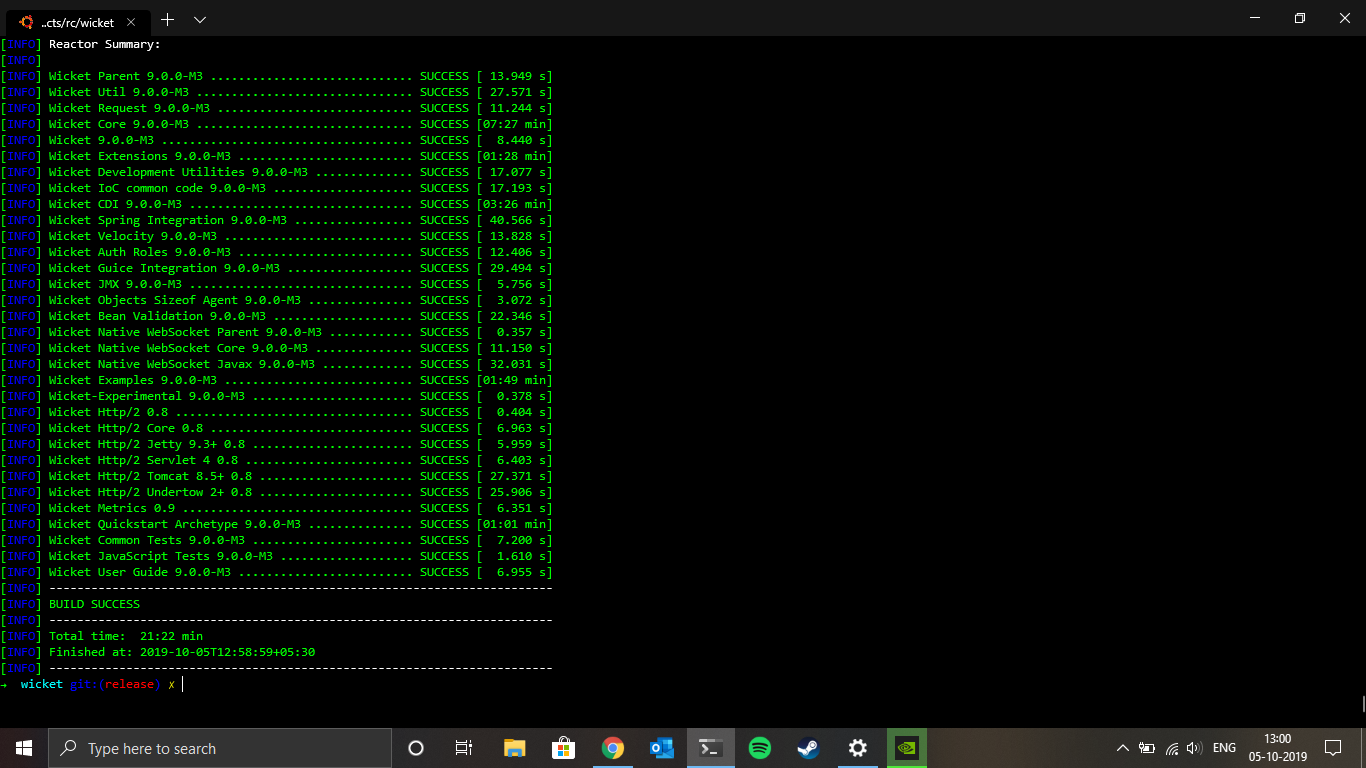 ..cts/rc/wicket
[INFO] Reactor Summary:
[INFO]
[INFO] Wicket Parent 9.0.0-M3 ............................. SUCCESS [ 13.949 s]
[INFO] Wicket Util 9.0.0-M3 ............................... SUCCESS [ 27.571 s]
[INFO] Wicket Request 9.0.0-M3 ............................ SUCCESS [ 11.244 s]
[INFO] Wicket Core 9.0.0-M3 ............................... SUCCESS [07:27 min]
[INFO] Wicket 9.0.0-M3 .................................... SUCCESS [  8.440 s]
[INFO] Wicket Extensions 9.0.0-M3 ......................... SUCCESS [01:28 min]
[INFO] Wicket Development Utilities 9.0.0-M3 .............. SUCCESS [ 17.077 s]
[INFO] Wicket IoC common code 9.0.0-M3 .................... SUCCESS [ 17.193 s]
[INFO] Wicket CDI 9.0.0-M3 ................................ SUCCESS [03:26 min]
[INFO] Wicket Spring Integration 9.0.0-M3 ................. SUCCESS [ 40.566 s]
[INFO] Wicket Velocity 9.0.0-M3 ........................... SUCCESS [ 13.828 s]
[INFO] Wicket Auth Roles 9.0.0-M3 ......................... SUCCESS [ 12.406 s]
[INFO] Wicket Guice Integration 9.0.0-M3 .................. SUCCESS [ 29.494 s]
[INFO] Wicket JMX 9.0.0-M3 ................................ SUCCESS [  5.756 s]
[INFO] Wicket Objects Sizeof Agent 9.0.0-M3 ............... SUCCESS [  3.072 s]
[INFO] Wicket Bean Validation 9.0.0-M3 .................... SUCCESS [ 22.346 s]
[INFO] Wicket Native WebSocket Parent 9.0.0-M3 ............ SUCCESS [  0.357 s]
[INFO] Wicket Native WebSocket Core 9.0.0-M3 .............. SUCCESS [ 11.150 s]
[INFO] Wicket Native WebSocket Javax 9.0.0-M3 ............. SUCCESS [ 32.031 s]
[INFO] Wicket Examples 9.0.0-M3 ........................... SUCCESS [01:49 min]
[INFO] Wicket-Experimental 9.0.0-M3 ....................... SUCCESS [  0.378 s]
[INFO] Wicket Http/2 0.8 .................................. SUCCESS [  0.404 s]
[INFO] Wicket Http/2 Core 0.8 ............................. SUCCESS [  6.963 s]
[INFO] Wicket Http/2 Jetty 9.3+ 0.8 ....................... SUCCESS [  5.959 s]
[INFO] Wicket Http/2 Servlet 4 0.8 ........................ SUCCESS [  6.403 s]
[INFO] Wicket Http/2 Tomcat 8.5+ 0.8 ...................... SUCCESS [ 27.371 s]
[INFO] Wicket Http/2 Undertow 2+ 0.8 ...................... SUCCESS [ 25.906 s]
[INFO] Wicket Metrics 0.9 ................................. SUCCESS [  6.351 s]
[INFO] Wicket Quickstart Archetype 9.0.0-M3 ............... SUCCESS [01:01 min]
[INFO] Wicket Common Tests 9.0.0-M3 ....................... SUCCESS [  7.200 s]
[INFO] Wicket JavaScript Tests 9.0.0-M3 ................... SUCCESS [  1.610 s]
[INFO] Wicket User Guide 9.0.0-M3 ......................... SUCCESS [  6.955 s]
[INFO] ------------------------------------------------------------------------
[INFO] BUILD SUCCESS
[INFO] ------------------------------------------------------------------------
[INFO] Total time:  21:22 min
[INFO] Finished at: 2019-10-05T12:58:59+05:30
[INFO] ------------------------------------------------------------------------
→  wicket git:(release) ✗
Type here to search
ENG
13:00
05-10-2019